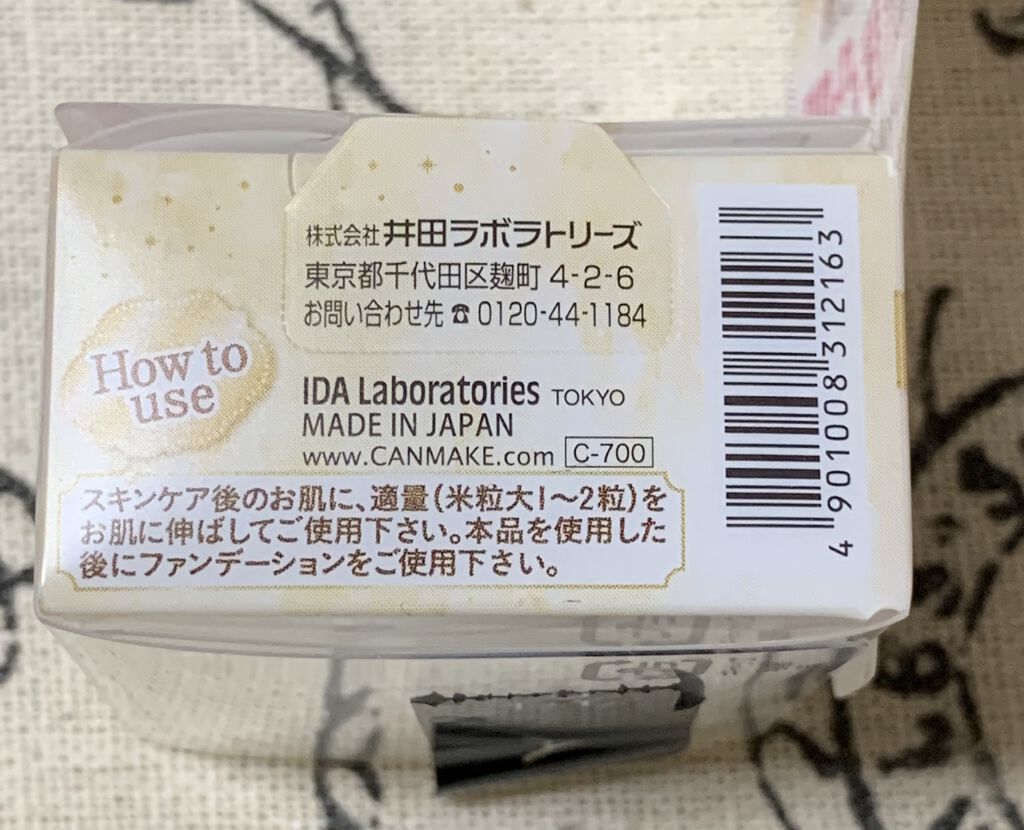 株式会社井田ラボラトリーズ
東京都千代田区麹町 4-2-6
お問い合わせ先 ☎ 0120-44-1184
How to
use
IDA Laboratories TOKYO
MADE IN JAPAN
www.CANMAKE.com C-700
スキンケア後のお肌に、適量(米粒大1〜2粒)を
お肌に伸ばしてご使用下さい。本品を使用した
後にファンデーションをご使用下さい。
4 901008 312163